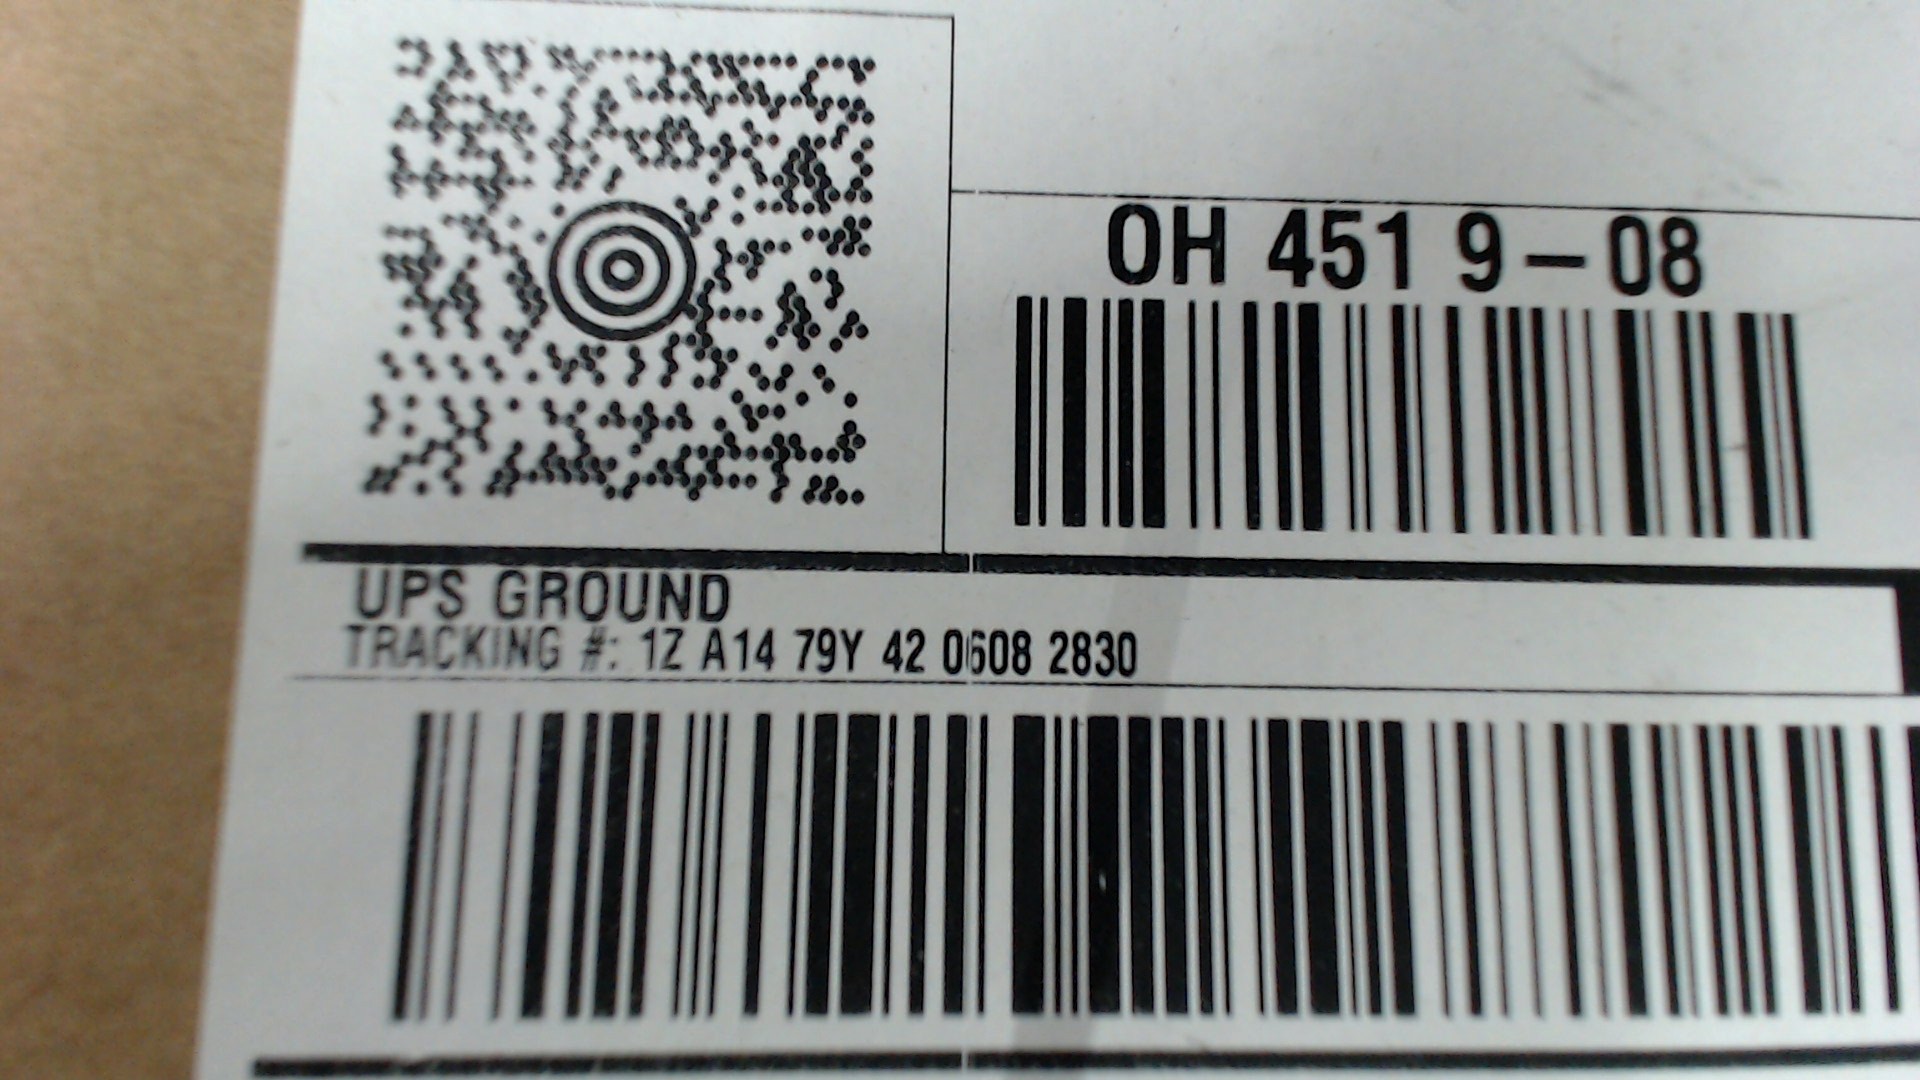 OH 451 9-08
UPS GROUND
TRACKING #: 1Z A14 79Y 42 0608 2830